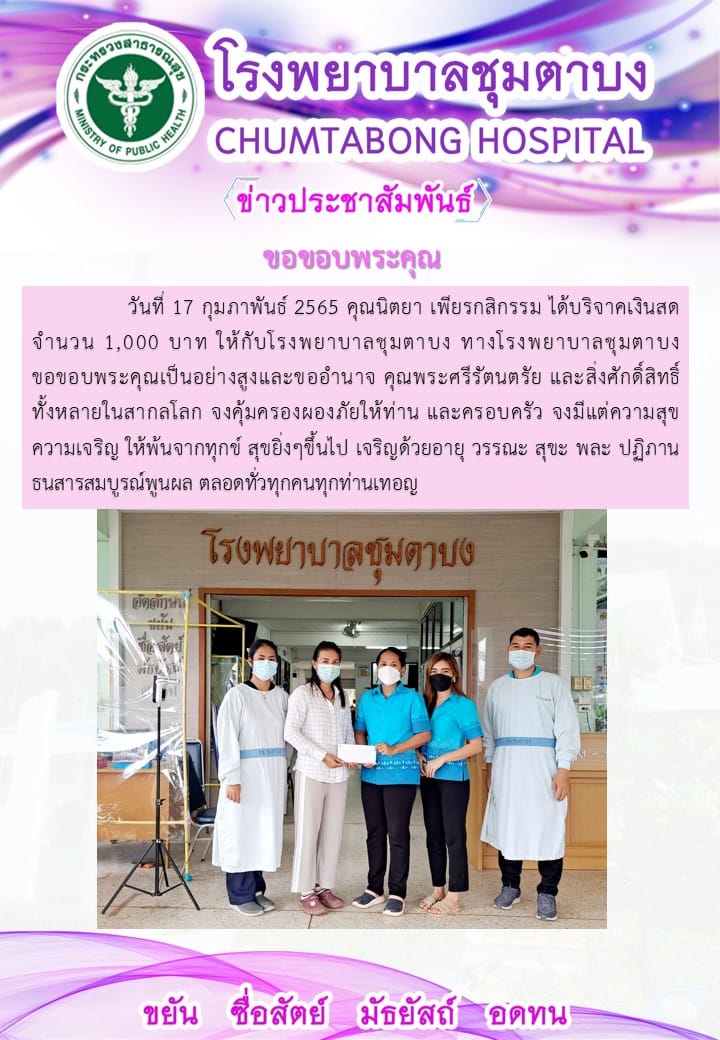 กระทรวงสาธารณสุข
MINISTRY OF PUBLIC HEALTH
โรงพยาบาลชุมตาบง
CHUMTABONG HOSPITAL
ข่าวประชาสัมพันธ์
ขอขอบพระคุณ
วันที่ 17 กุมภาพันธ์ 2565 คุณนิตยา เพียรกสิกรรม ได้บริจาคเงินสด
จำนวน 1,000 บาท ให้กับโรงพยาบาลชุมตาบง ทางโรงพยาบาลชุมตาบง
ขอขอบพระคุณเป็นอย่างสูงและขออำนาจ คุณพระศรีรัตนตรัย และสิ่งศักดิ์สิทธิ์
ทั้งหลายในสากลโลก จงคุ้มครองผองภัยให้ท่าน และครอบครัว จงมีแต่ความสุข
ความเจริญ ให้พ้นจากทุกข์ สุขยิ่งๆขึ้นไป เจริญด้วยอายุ วรรณะ สุขะ พละ ปฏิภาน
ธนสารสมบูรณ์พูนผล ตลอดทั่วทุกคนทุกท่านเทอญ
โรงพยาบาลชุมตาบง
อัตลักษณ์
ขยัน
ซื่อสัตย์
ขยัน ซื่อสัตย์ มัธยัสถ์ อดทน